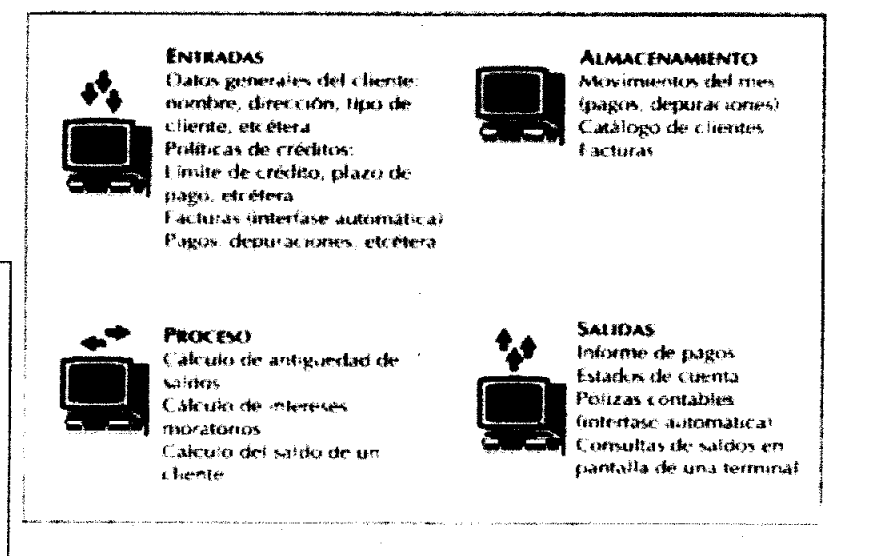 ENTRADAS
Datos generales del cliente:
nombre, dirección, tipo de
cliente, etcétera
Políticas de créditos:
Límite de crédito, plazo de
pago, etcétera
Facturas (interfase automática)
Pagos, depuraciones, etcétera
ALMACENAMIENTO
Movimientos del mes
(pagos, depuraciones)
Catálogo de clientes
Facturas
PROCESO
Cálculo de antiguedad de
saldos
Cálculo de intereses
moratorios
Calculo del saldo de un
cliente
SALIDAS
Informe de pagos
Estados de cuenta
Pólizas contables
(interfase automática)
Consultas de saldos en
pantalla de una terminal